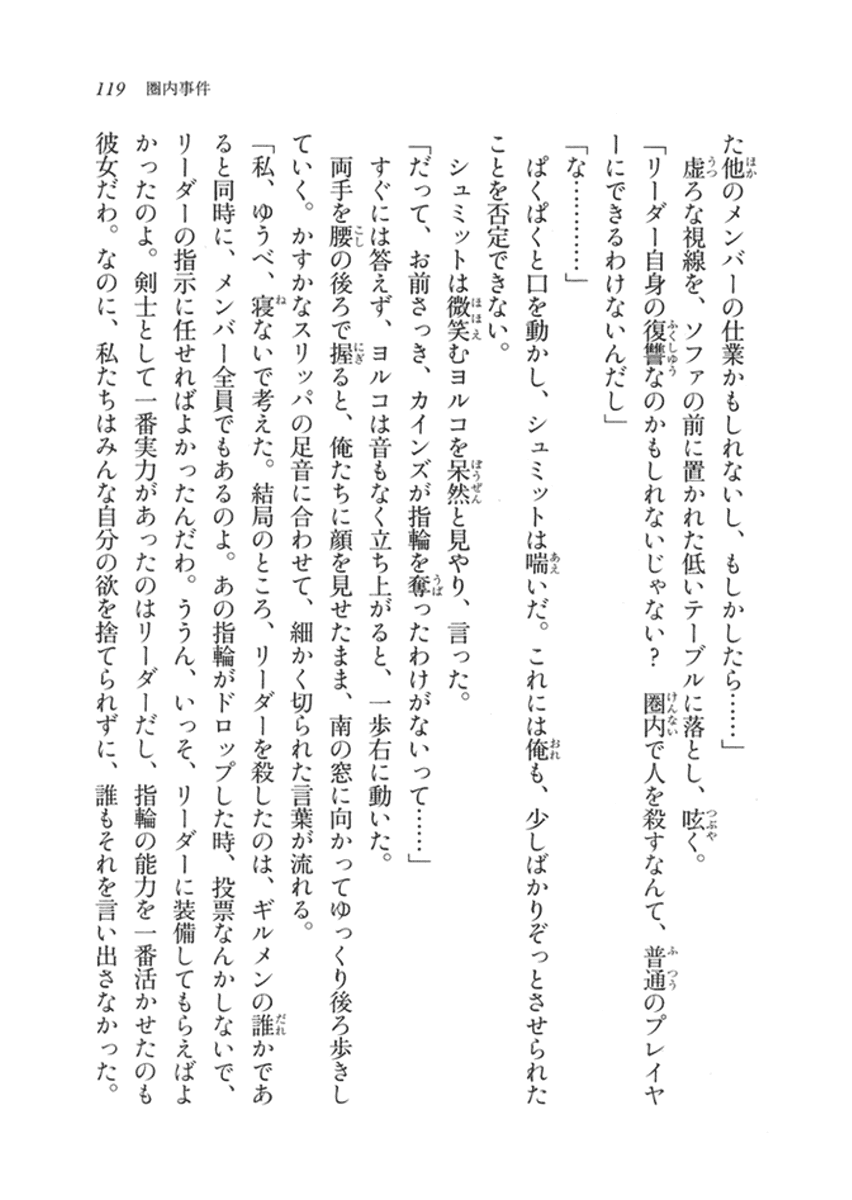 119 圏内事件
た他のメンバーの仕業かもしれないし、もしかしたら……」
虚ろな視線を、ソファの前に置かれた低いテーブルに落とし、呟く。
「リーダー自身の復讐なのかもしれないじゃない? 圏内で人を殺すなんて、普通のプレイヤ
ーにできるわけないんだし」
「な…………」
ぱくぱくと口を動かし、シュミットは喘いだ。これには俺も、少しばかりぞっとさせられた
ことを否定できない。
シュミットは微笑むヨルコを呆然と見やり、言った。
「だって、お前さっき、カインズが指輪を奪ったわけがないって……」
すぐには答えず、ヨルコは音もなく立ち上がると、一歩右に動いた。
両手を腰の後ろで握ると、俺たちに顔を見せたまま、南の窓に向かってゆっくり後ろ歩きし
ていく。かすかなスリッパの足音に合わせて、細かく切られた言葉が流れる。
「私、ゆうべ、寝ないで考えた。結局のところ、リーダーを殺したのは、ギルメンの誰かであ
ると同時に、メンバー全員でもあるのよ。あの指輪がドロップした時、投票なんかしないで、
リーダーの指示に任せればよかったんだわ。ううん、いっそ、リーダーに装備してもらえばよ
かったのよ。剣士として一番実力があったのはリーダーだし、指輪の能力を一番活かせたのも
彼女だわ。なのに、私たちはみんな自分の欲を捨てられずに、誰もそれを言い出さなかった。